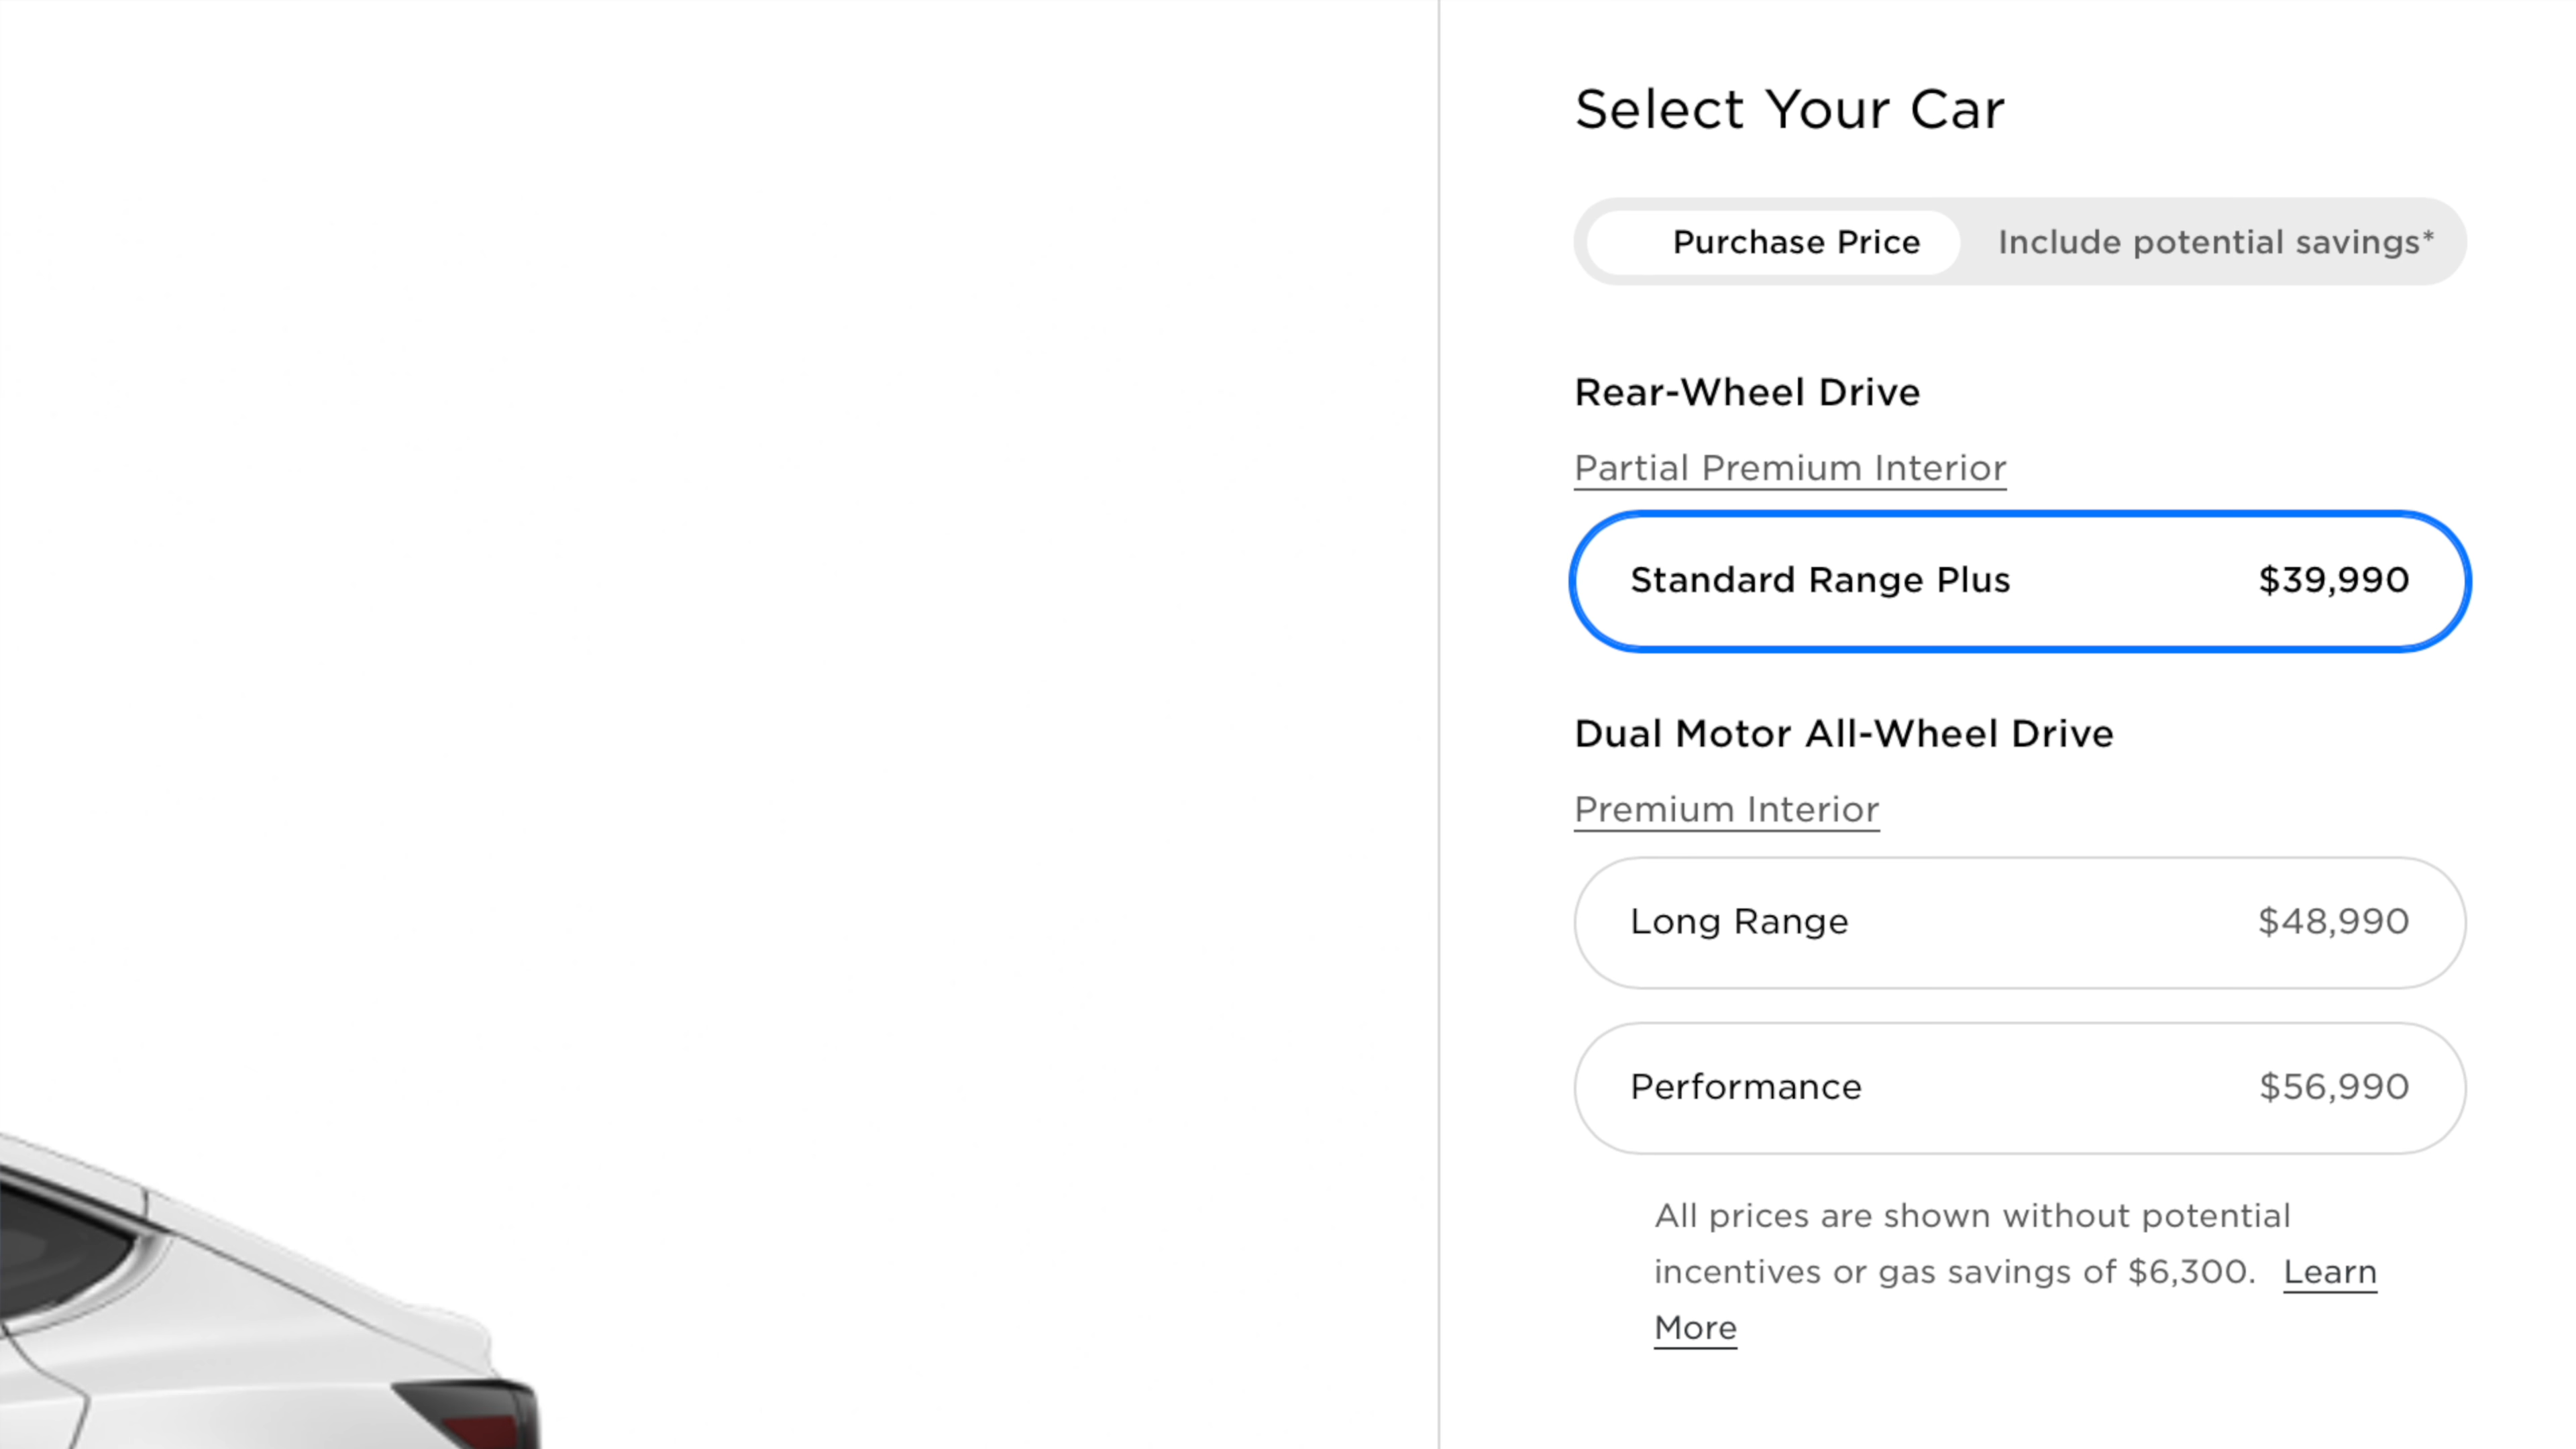 Select Your Car
Purchase Price Include potential savings*
Rear-Wheel Drive
Partial Premium Interior
Standard Range Plus $39,990
Dual Motor All-Wheel Drive
Premium Interior
Long Range $48,990
Performance $56,990
All prices are shown without potential
incentives or gas savings of $6,300. Learn
More